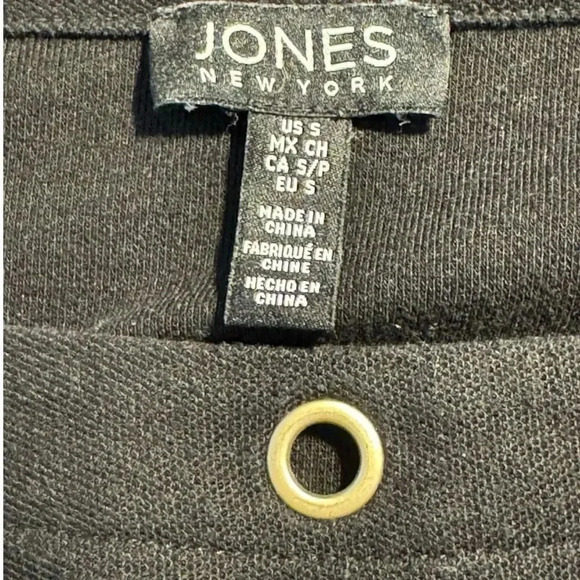 JONES
NEW YORK
US S
MX CH
CA S/P
EU S
MADE IN
CHINA
FABRIQUÉ EN
CHINE
HECHO EN
CHINA